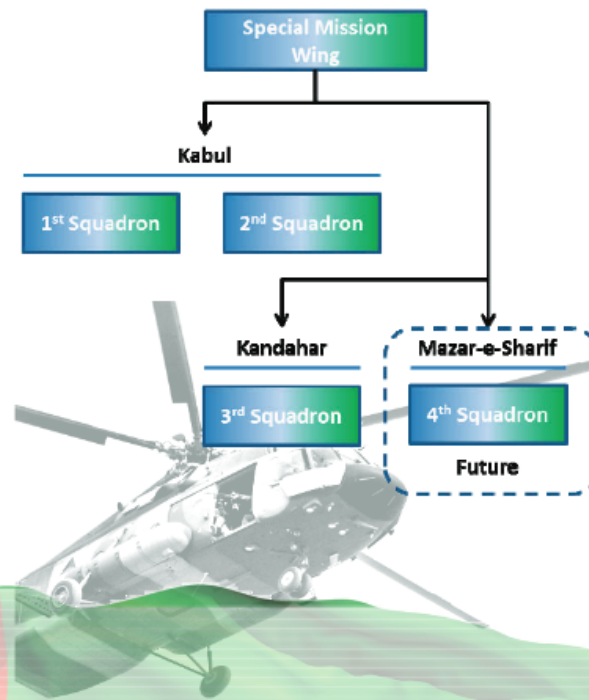 Special Mission
Wing
Kabul
1st Squadron
2nd Squadron
Kandahar
Mazar-e-Sharif
3rd Squadron
4th Squadron
Future